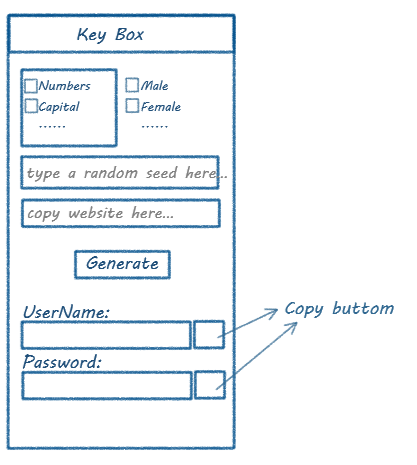 Key Box
Numbers
Capital
......
Male
Female
......
type a random seed here...
copy website here...
Generate
UserName:
Copy buttom
Password: